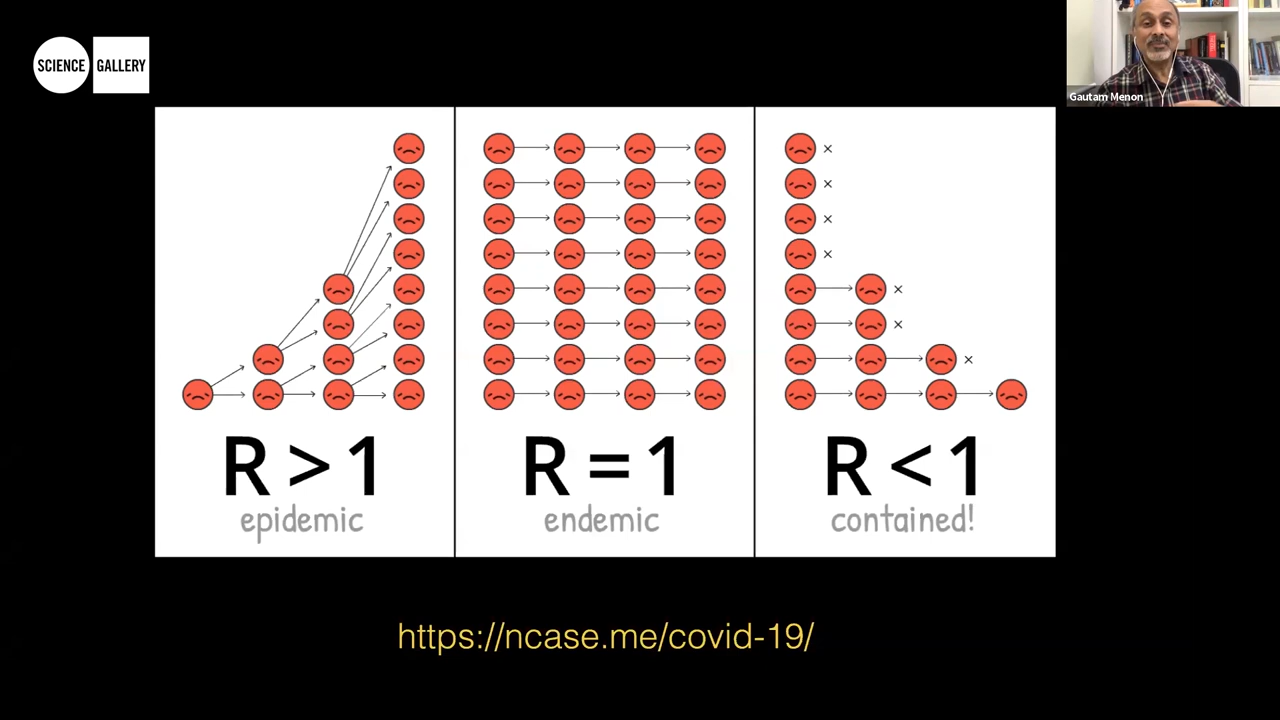 SCIENCE GALLERY
Gautam Menon
R > 1
epidemic
R = 1
endemic
R < 1
contained!
https://ncase.me/covid-19/